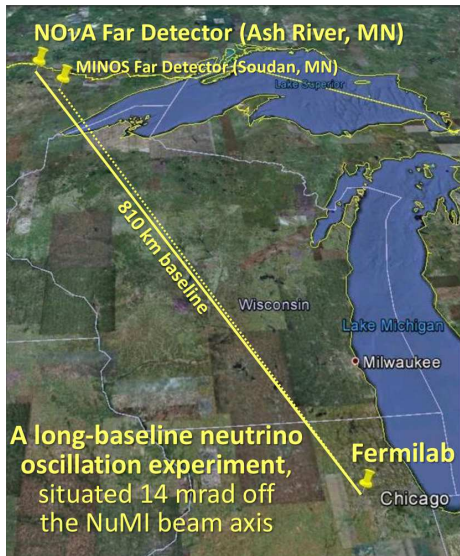 NOνA Far Detector (Ash River, MN)
MINOS Far Detector (Soudan, MN)
Lake Superior
810 km baseline
Wisconsin
Lake Michigan
Milwaukee
A long-baseline neutrino
oscillation experiment,
situated 14 mrad off
the NuMI beam axis
Fermilab
Chicago